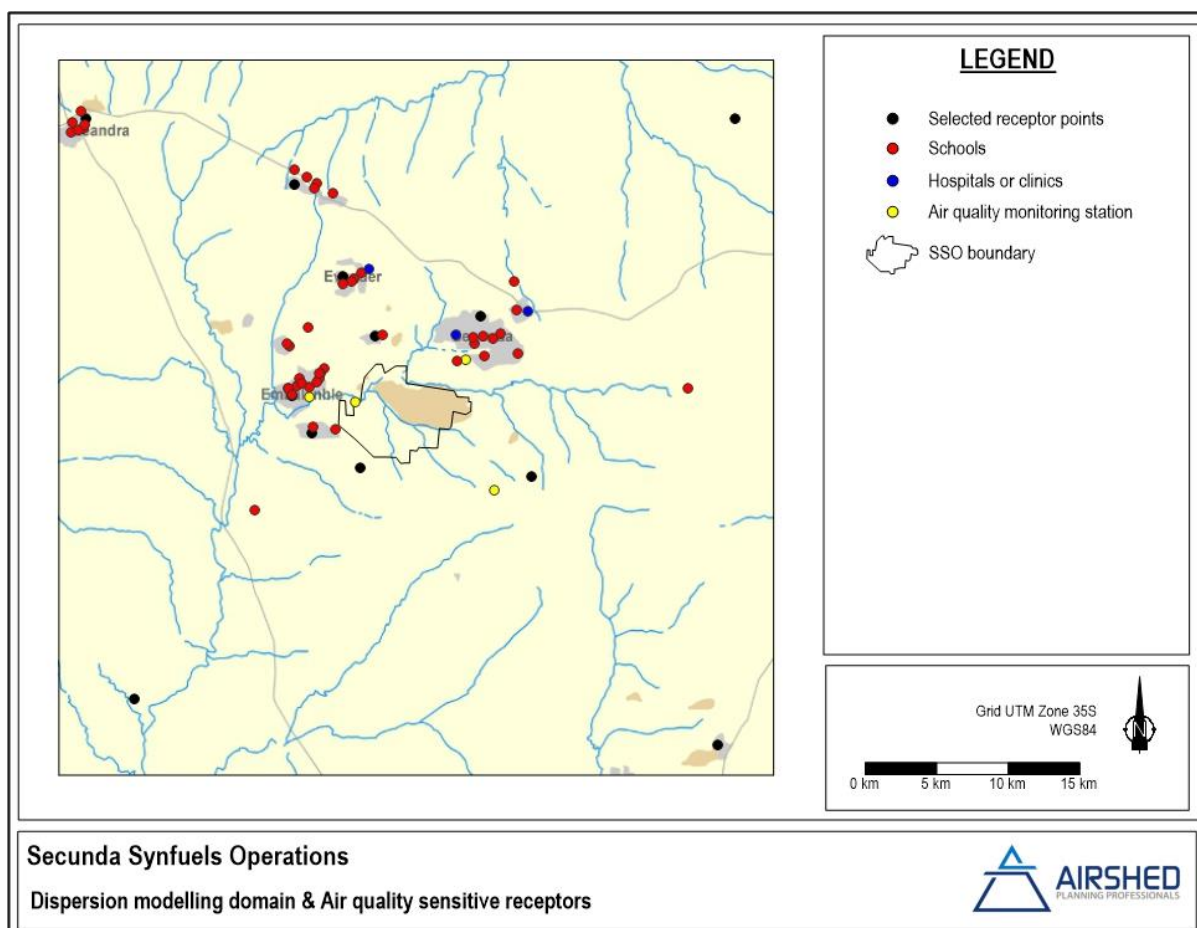 LEGEND
Selected receptor points
Schools
Hospitals or clinics
Air quality monitoring station
SSO boundary
Grid UTM Zone 35S
WGS84
N
0 km 5 km 10 km 15 km
Secunda Synfuels Operations
Dispersion modelling domain & Air quality sensitive receptors
AIRSHED
PLANNING PROFESSIONALS